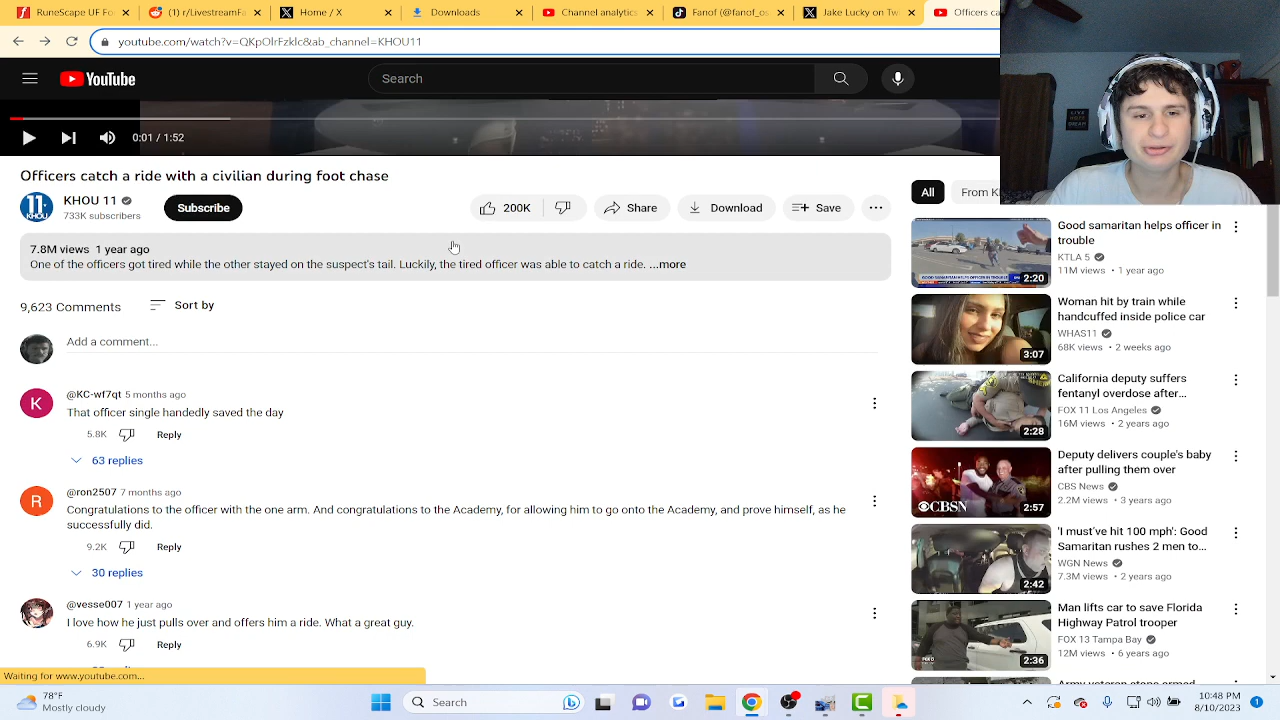 RuneScape F
(1) r/LivestreamF
Home / X
Downloads
Channel analytics
Fanof (@fanof_os
Jake Lucky on Tw
Officers ca
youtube.com/watch?v=QKpOlrFzkIc&ab_channel=KHOU11
YouTube
Search
0:01 / 1:52
Officers catch a ride with a civilian during foot chase
KHOU 11
733K subscribers
Subscribe
200K
Share
Download
Save
7.8M views 1 year ago
One of the officers got tired while the other stayed on the suspect's tail. Luckily, the tired officer was able to catch a ride. ...more
9,623 Comments
Sort by
Add a comment...
K
@KC-wf7qt 5 months ago
That officer single handedly saved the day
5.8K
Reply
63 replies
R
@ron2507 7 months ago
Congratulations to the officer with the one arm. And congratulations to the Academy, for allowing him to go onto the Academy, and prove himself, as he
successfully did.
9.2K
Reply
30 replies
@vesse007 1 year ago
I love how he just pulls over and offers him a ride. What a great guy.
6.9K
Reply
All
From K
Good samaritan helps officer in
trouble
KTLA 5
11M views • 1 year ago
2:20
Woman hit by train while
handcuffed inside police car
WHAS11
68K views • 2 weeks ago
3:07
California deputy suffers
fentanyl overdose after...
FOX 11 Los Angeles
16M views • 2 years ago
2:28
Deputy delivers couple's baby
after pulling them over
CBS News
2.2M views • 3 years ago
CBSN
2:57
'I must've hit 100 mph': Good
Samaritan rushes 2 men to...
WGN News
7.3M views • 2 years ago
2:42
Man lifts car to save Florida
Highway Patrol trooper
FOX 13 Tampa Bay
12M views • 6 years ago
2:36
Waiting for www.youtube.com...
78°F
Mostly cloudy
Search
10:48 PM
8/10/2023
1